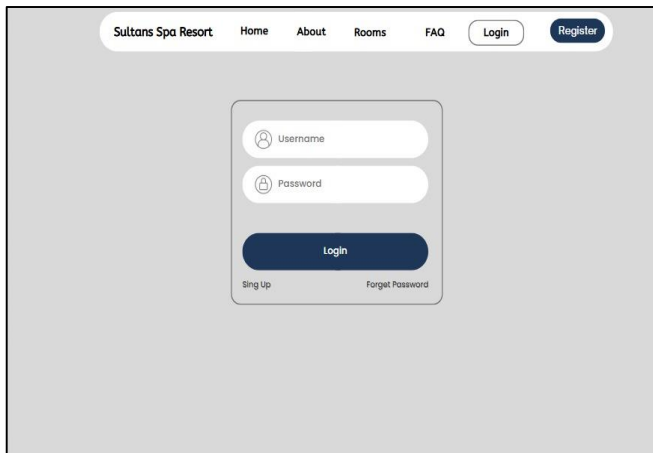 Sultans Spa Resort Home About Rooms FAQ Login Register
Username
Password
Login
Sing Up Forget Password